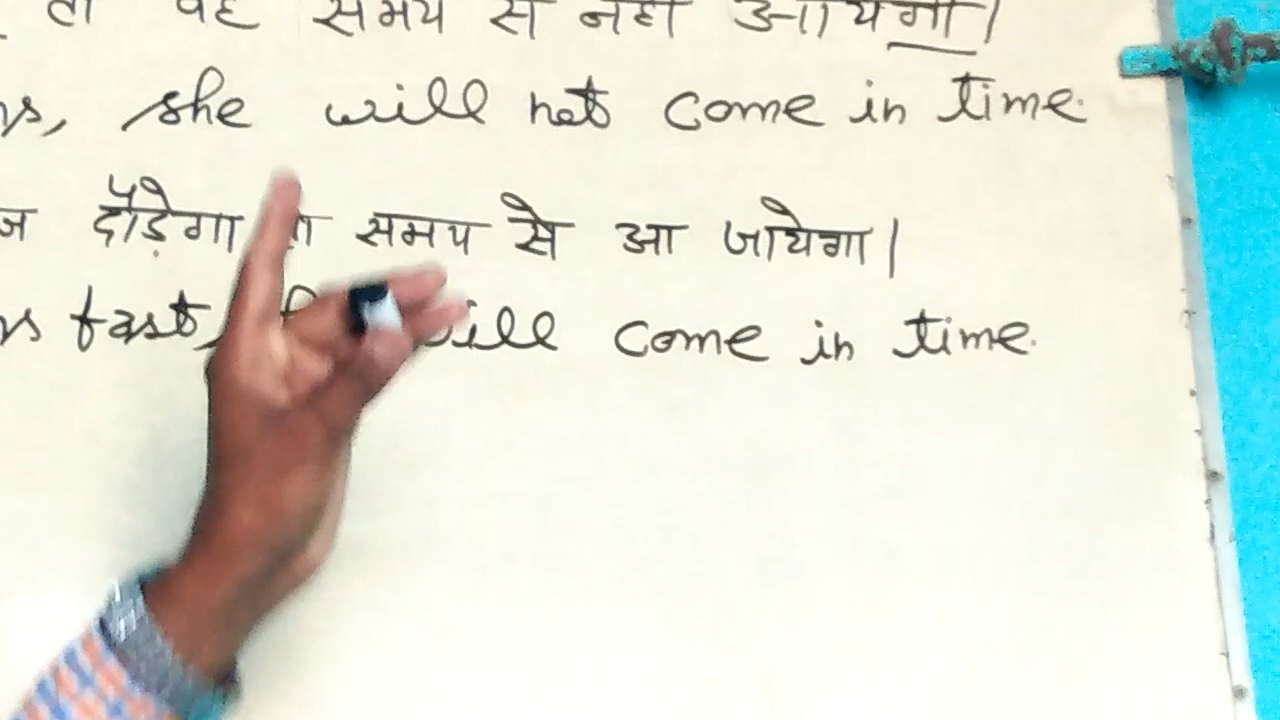 तो वह समय से नहीं आयेगा।
she will not come in time.
दौड़ेगा तो समय से आ जायेगा।
fast, will come in time.